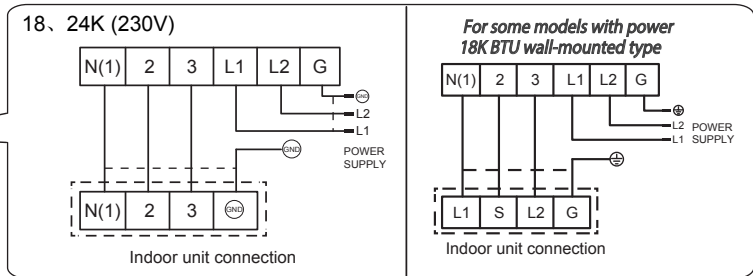 18、24K (230V)
N(1) 2 3 L1 L2 G
GND
L2
L1
POWER
SUPPLY
GND
N(1) 2 3 GND
Indoor unit connection
For some models with power
18K BTU wall-mounted type
N(1) 2 3 L1 L2 G
L2 POWER
L1 SUPPLY
L1 S L2 G
Indoor unit connection